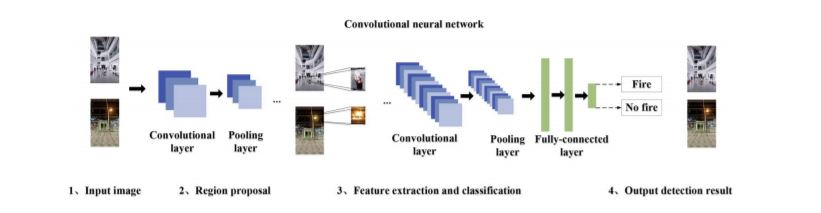 Convolutional neural network
Fire
No fire
...
...
Convolutional
layer
Pooling
layer
Convolutional
layer
Pooling
layer
Fully-connected
layer
1、Input image
2、Region proposal
3、Feature extraction and classification
4、Output detection result